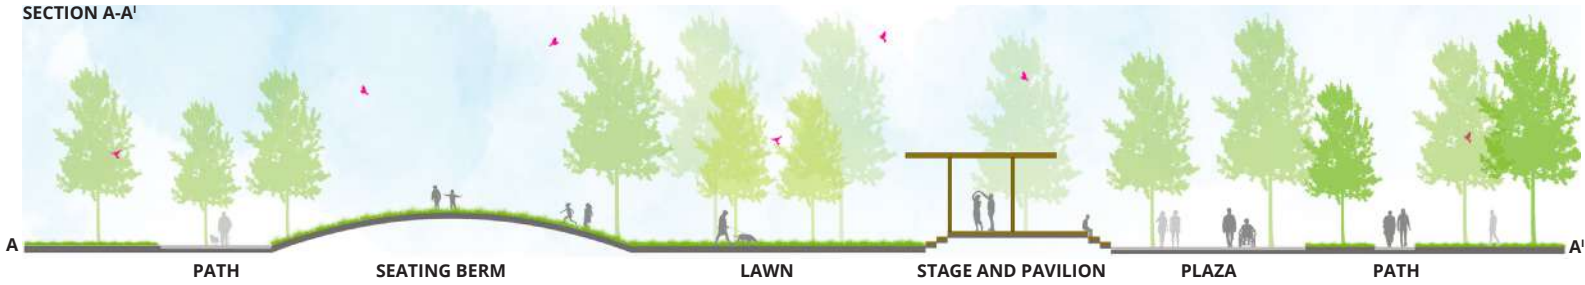 SECTION A-A'
A
A'
PATH
SEATING BERM
LAWN
STAGE AND PAVILION
PLAZA
PATH